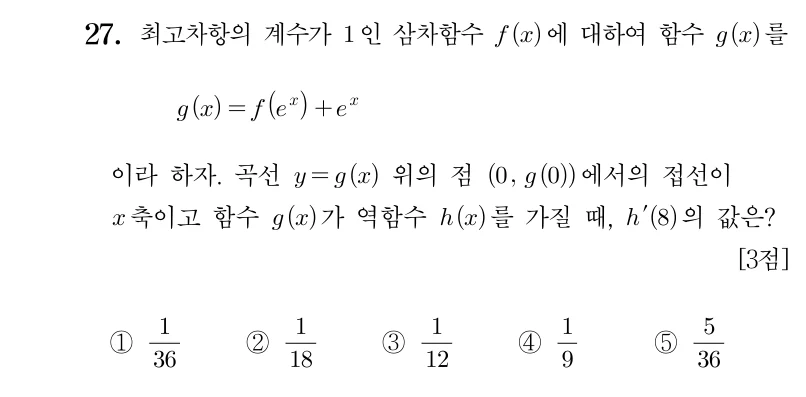 27. 최고차항의 계수가 1인 삼차함수 f(x)에 대하여 함수 g(x)를
g(x)=f(eˣ)+eˣ
이라 하자. 곡선 y=g(x) 위의 점 (0, g(0))에서의 접선이
x축이고 함수 g(x)가 역함수 h(x)를 가질 때, h′(8)의 값은?
[3점]
① 1/36 ② 1/18 ③ 1/12 ④ 1/9 ⑤ 5/36